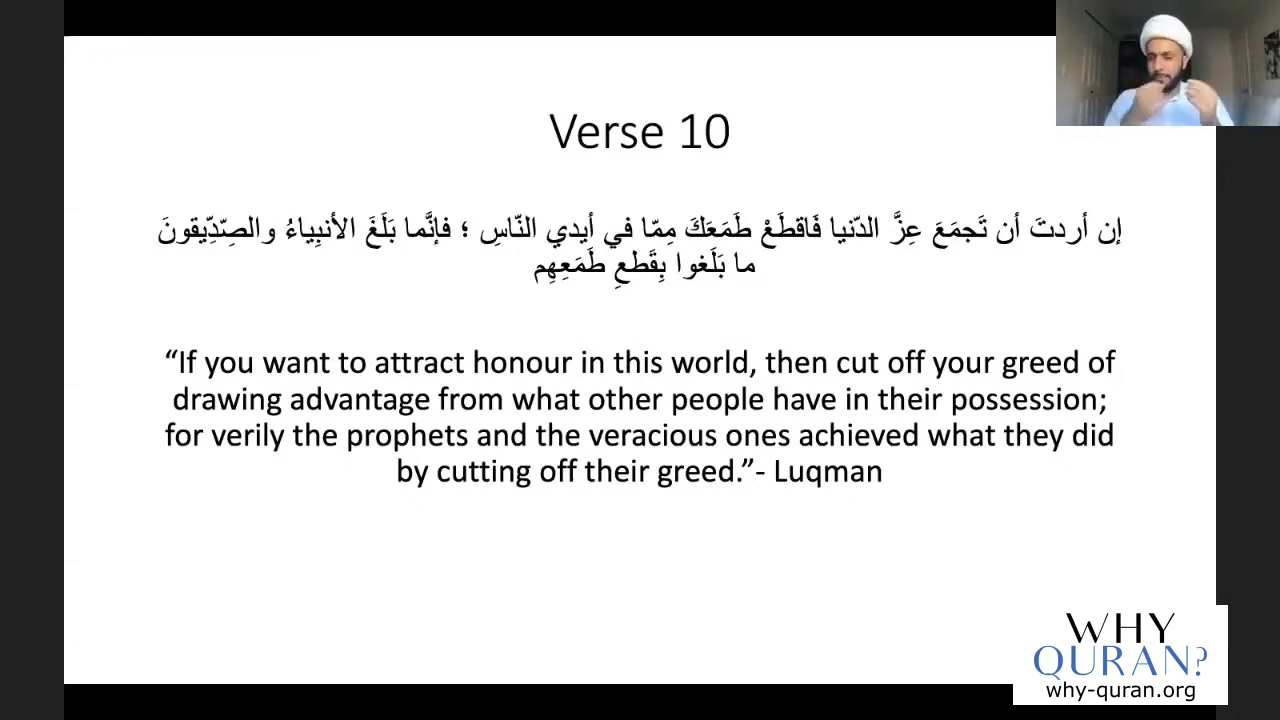 Verse 10
إن أردتَ أن تَجمَعَ عِزَّ الدّنيا فَاقطَعْ طَمَعَكَ مِمّا في أيدي النّاسِ ؛ فإنَّما بَلَغَ الأنبِياءُ والصِّدِّيقونَ
ما بَلَغوا بِقَطعِ طَمَعِهِم
“If you want to attract honour in this world, then cut off your greed of
drawing advantage from what other people have in their possession;
for verily the prophets and the veracious ones achieved what they did
by cutting off their greed.”- Luqman
WHY
QURAN?
why-quran.org